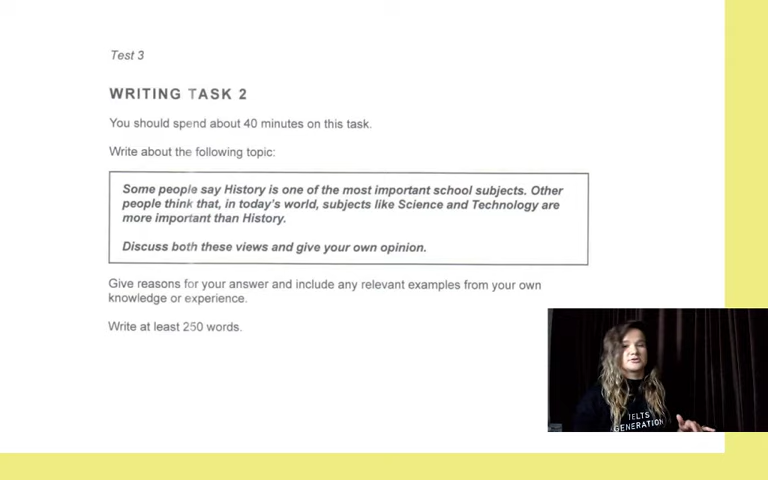 Test 3
WRITING TASK 2
You should spend about 40 minutes on this task.
Write about the following topic:
Some people say History is one of the most important school subjects. Other
people think that, in today's world, subjects like Science and Technology are
more important than History.
Discuss both these views and give your own opinion.
Give reasons for your answer and include any relevant examples from your own
knowledge or experience.
Write at least 250 words.
IELTS
GENERATION